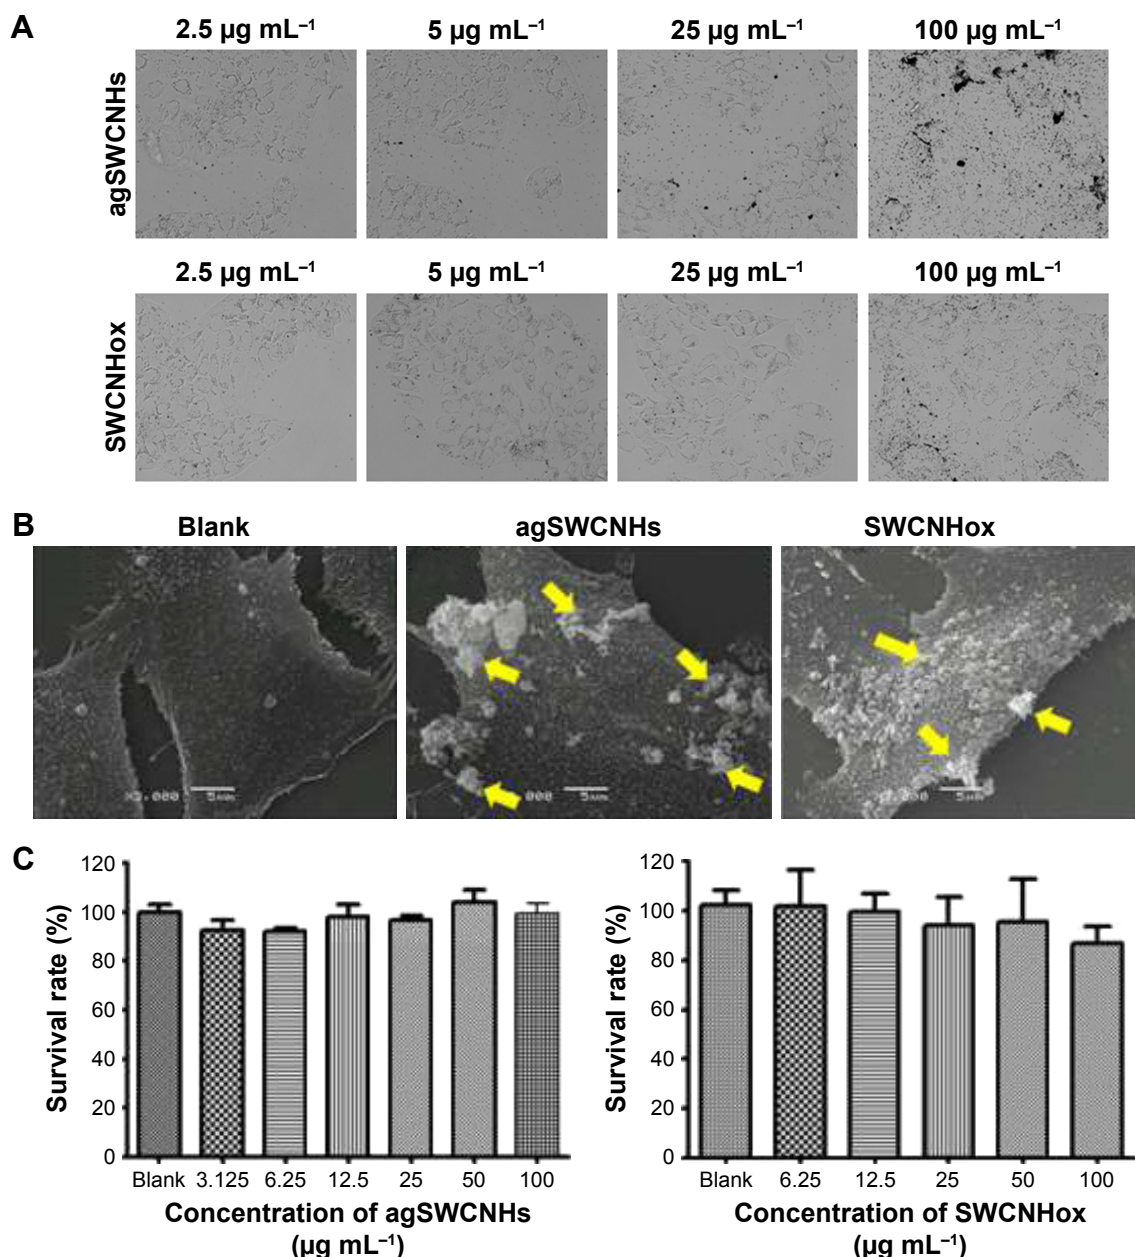 A
2.5 µg mL⁻¹ 5 µg mL⁻¹ 25 µg mL⁻¹ 100 µg mL⁻¹
agSWCNHs
2.5 µg mL⁻¹ 5 µg mL⁻¹ 25 µg mL⁻¹ 100 µg mL⁻¹
SWCNHox
B
Blank agSWCNHs SWCNHox
5µm 5µm 5µm
C
Survival rate (%)
120
100
80
60
40
20
0
Blank 3.125 6.25 12.5 25 50 100
Concentration of agSWCNHs
(µg mL⁻¹)
Survival rate (%)
120
100
80
60
40
20
0
Blank 6.25 12.5 25 50 100
Concentration of SWCNHox
(µg mL⁻¹)